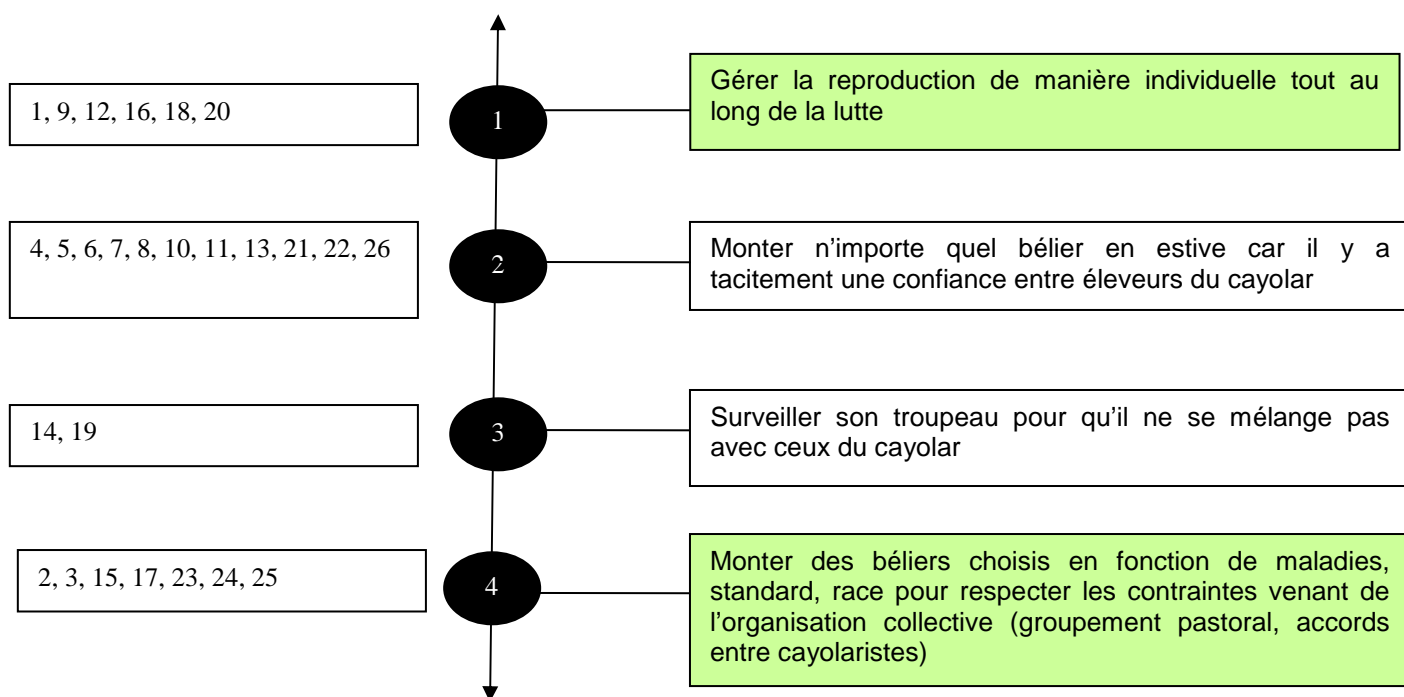 1, 9, 12, 16, 18, 20
1
Gérer la reproduction de manière individuelle tout au
long de la lutte
4, 5, 6, 7, 8, 10, 11, 13, 21, 22, 26
2
Monter n’importe quel bélier en estive car il y a
tacitement une confiance entre éleveurs du cayolar
14, 19
3
Surveiller son troupeau pour qu’il ne se mélange pas
avec ceux du cayolar
2, 3, 15, 17, 23, 24, 25
4
Monter des béliers choisis en fonction de maladies,
standard, race pour respecter les contraintes venant de
l’organisation collective (groupement pastoral, accords
entre cayolaristes)